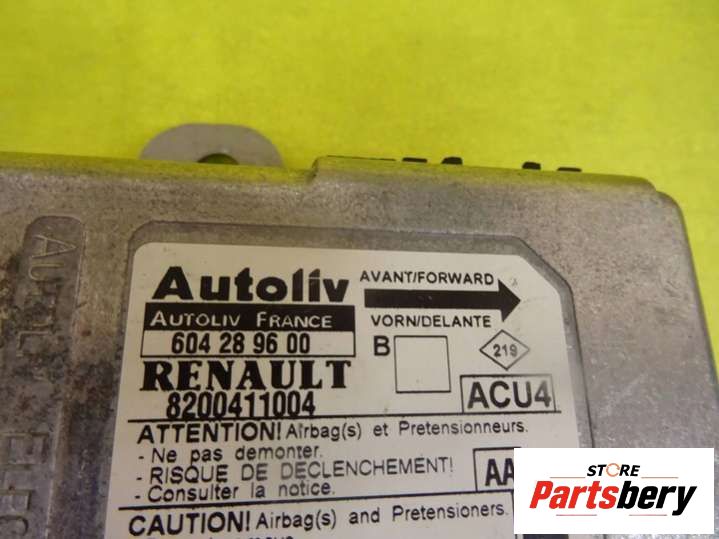 Autoliv
AUTOLIV FRANCE
604 28 96 00
RENAULT
8200411004
AVANT/FORWARD
VORN/DELANTE
B
219
ACU4
ATTENTION! Airbag(s) et Pretensionneurs.
- Ne pas demonter.
- RISQUE DE DECLENCHEMENT!
- Consulter la notice.
AA
CAUTION! Airbag(s) and Pretensioners.
STORE
Partsbery